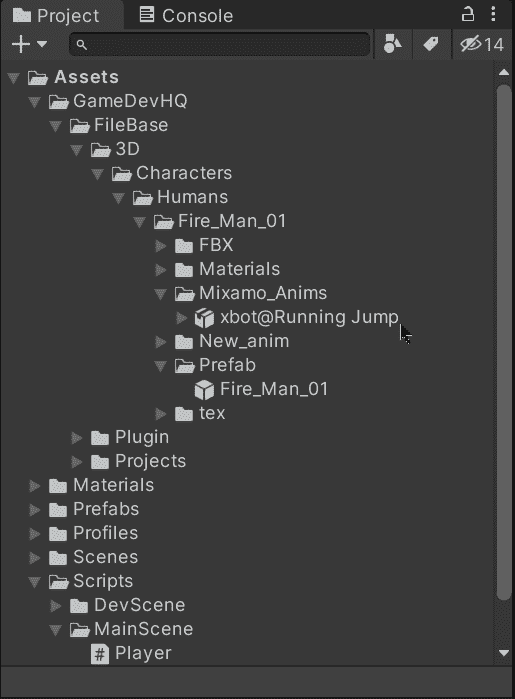 Project Console
14
Assets
GameDevHQ
FileBase
3D
Characters
Humans
Fire_Man_01
FBX
Materials
Mixamo_Anims
xbot@Running Jump
New_anim
Prefab
Fire_Man_01
tex
Plugin
Projects
Materials
Prefabs
Profiles
Scenes
Scripts
DevScene
MainScene
# Player